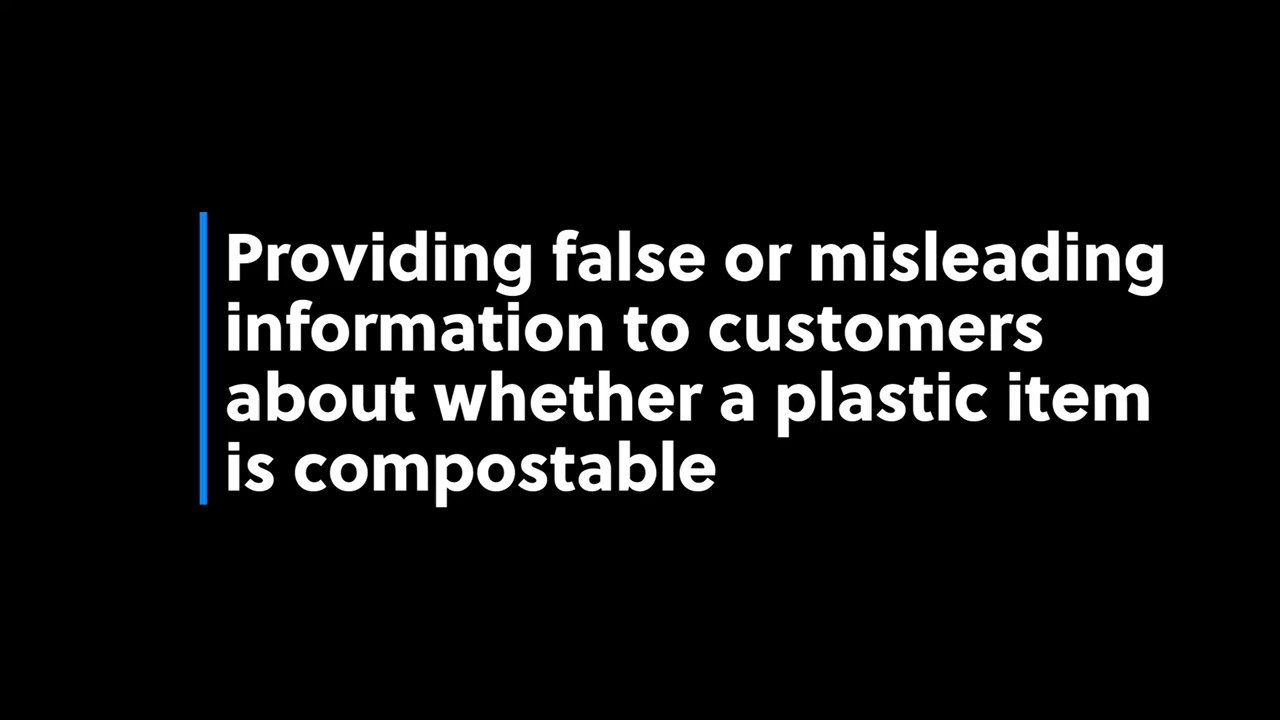 Providing false or misleading
information to customers
about whether a plastic item
is compostable